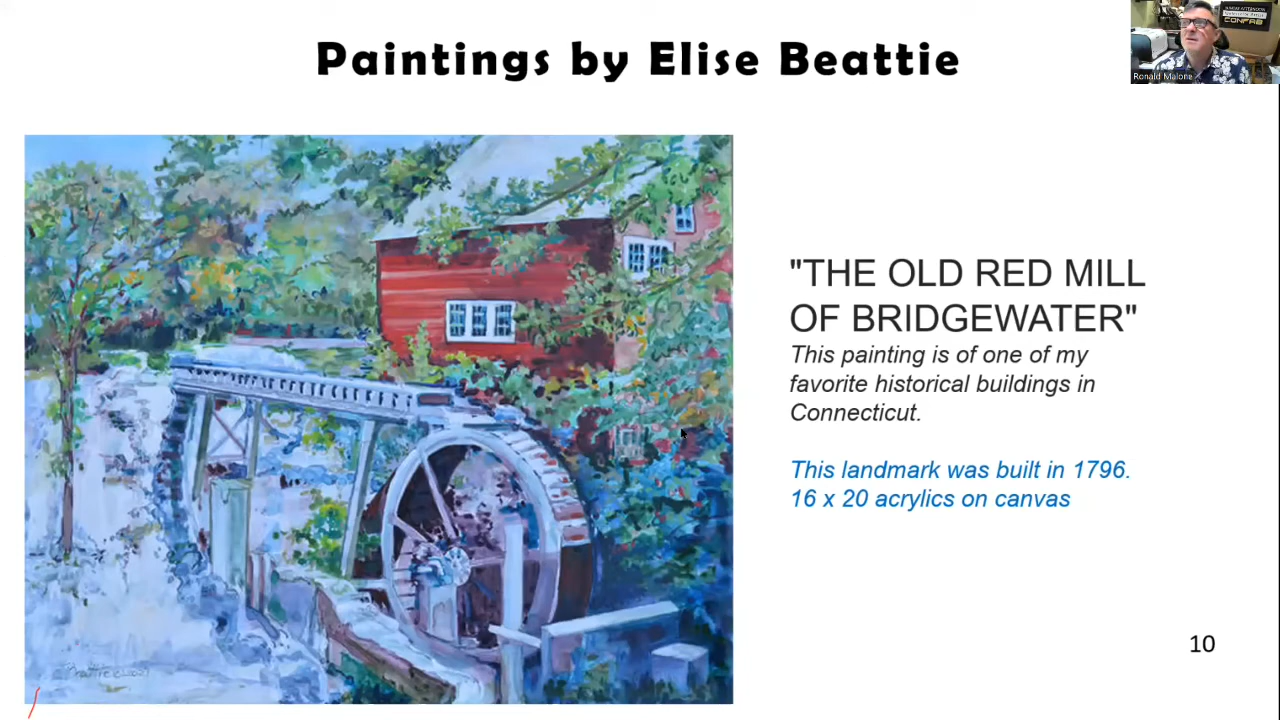 Paintings by Elise Beattie
CONFAB
Ronald Malone
"THE OLD RED MILL
OF BRIDGEWATER"
This painting is of one of my
favorite historical buildings in
Connecticut.
This landmark was built in 1796.
16 x 20 acrylics on canvas
10